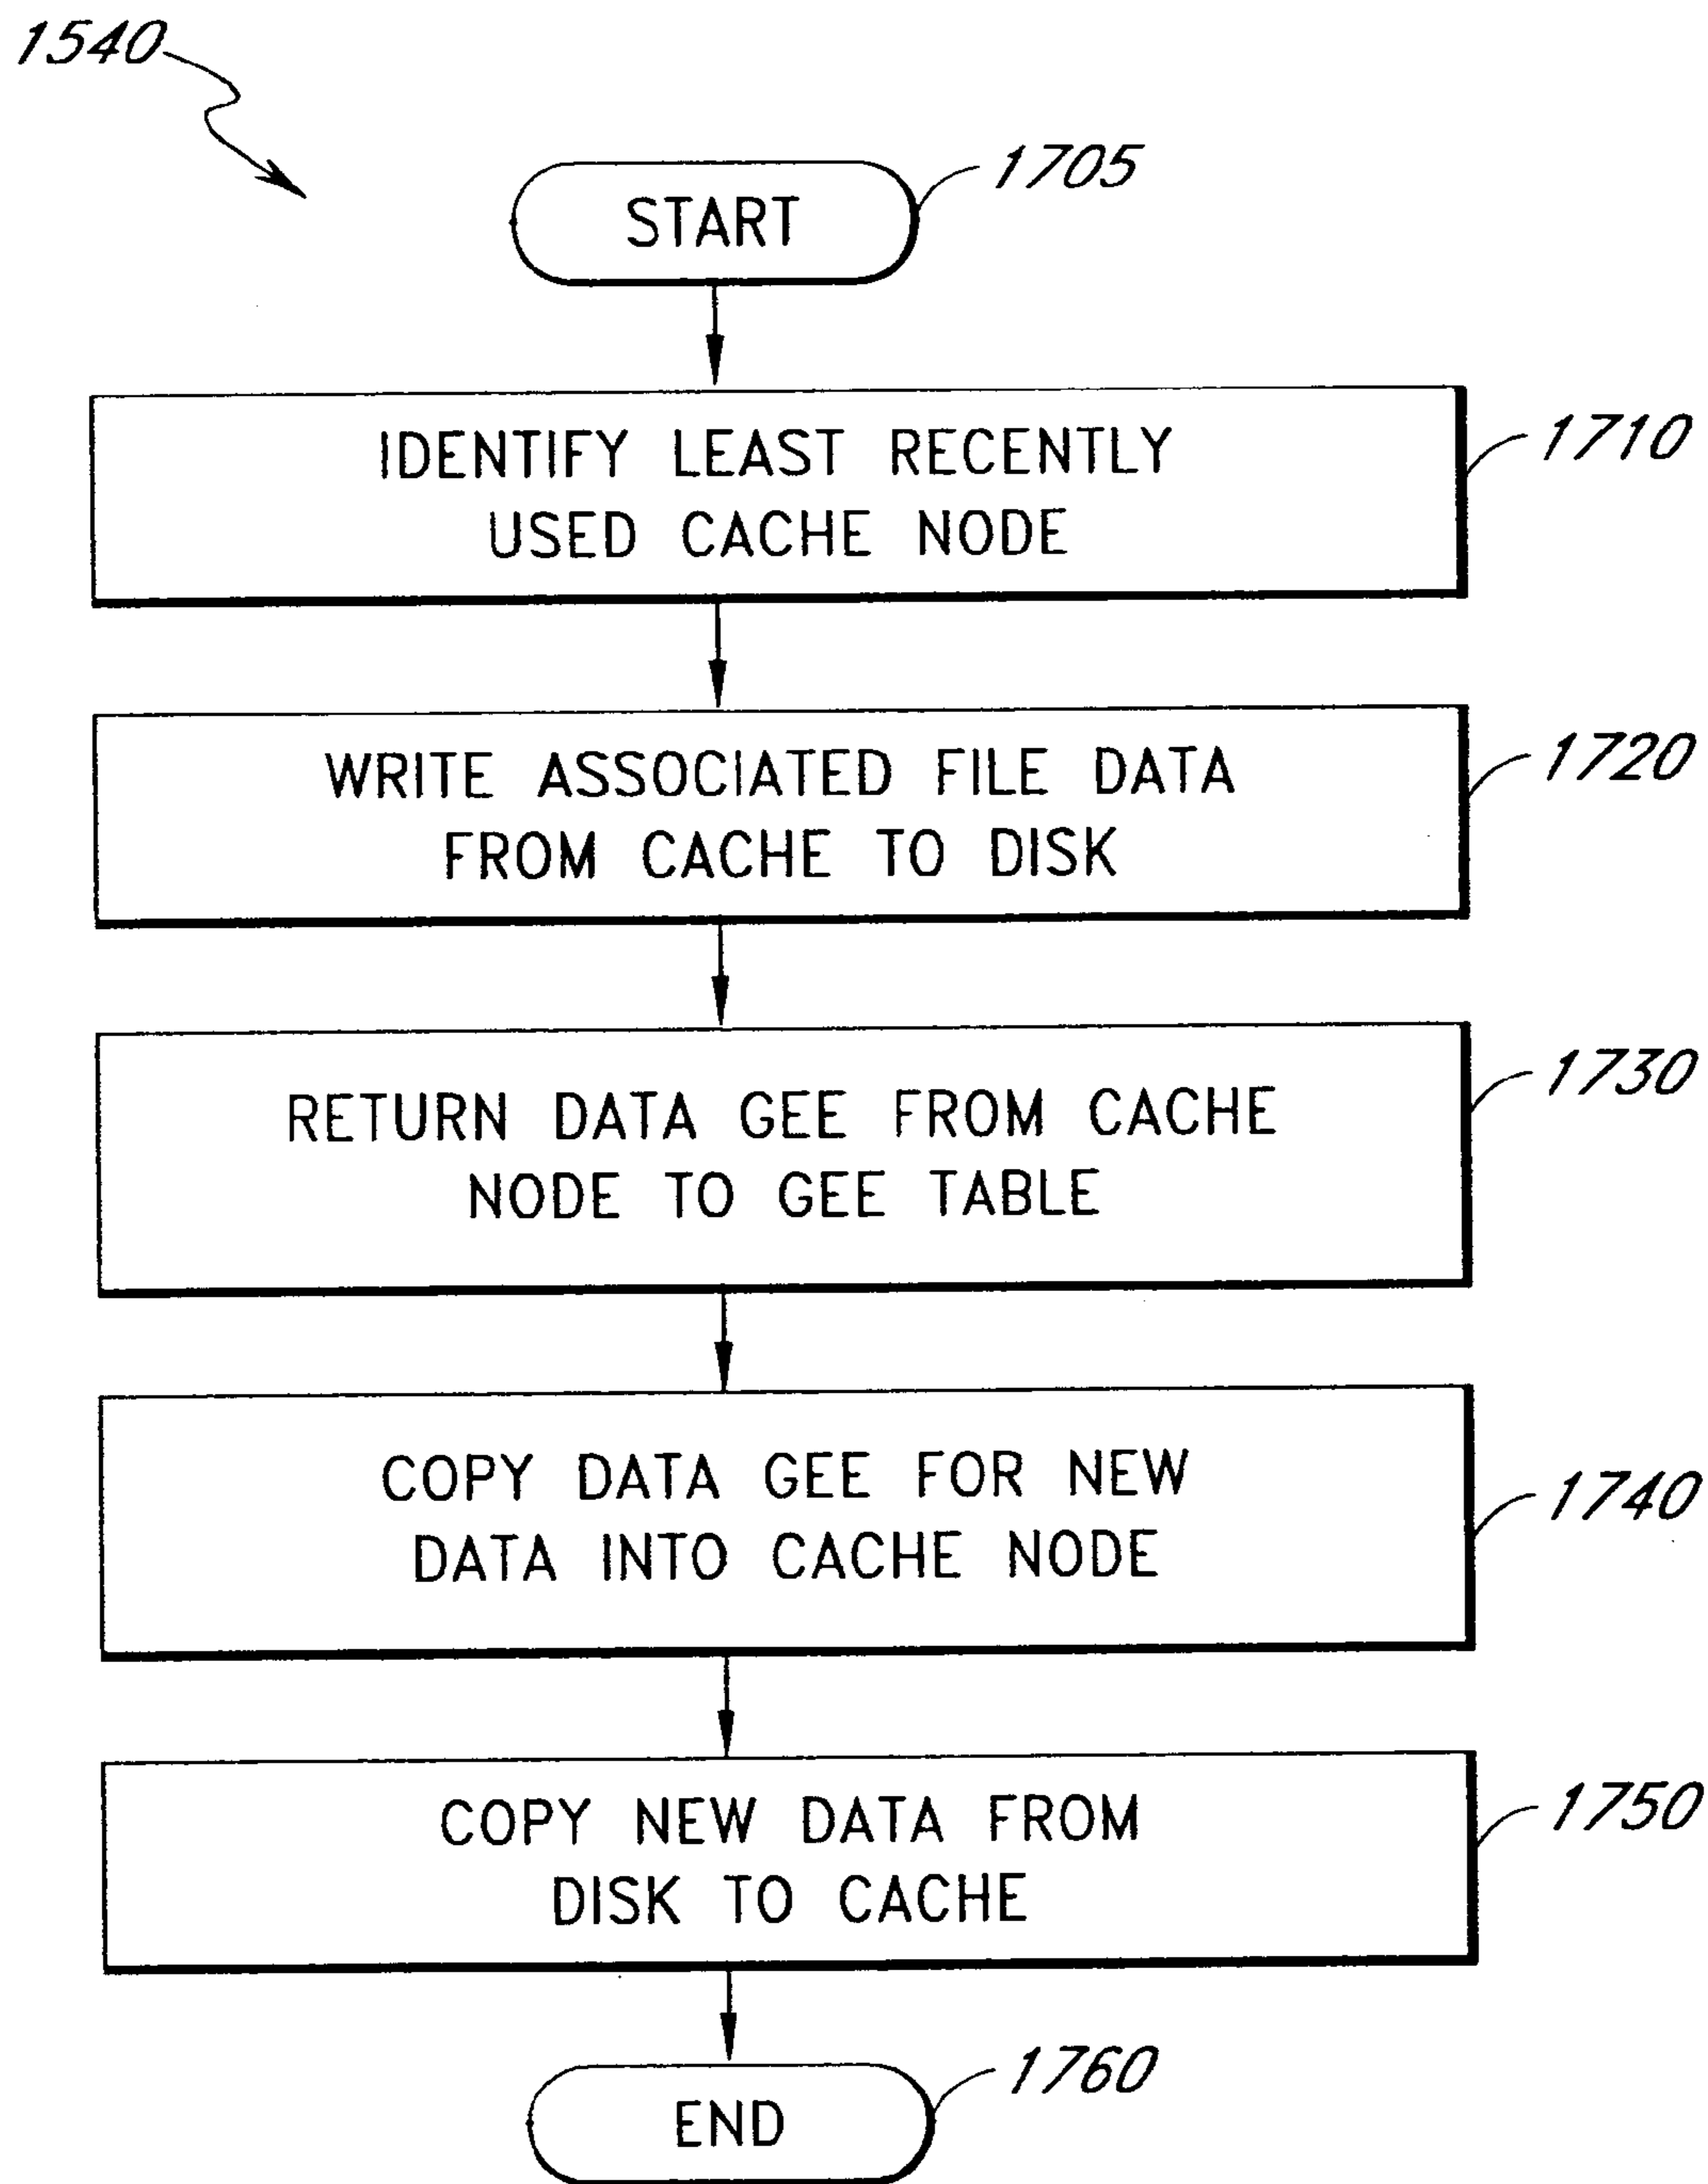 1540
START
1705
IDENTIFY LEAST RECENTLY
USED CACHE NODE
1710
WRITE ASSOCIATED FILE DATA
FROM CACHE TO DISK
1720
RETURN DATA GEE FROM CACHE
NODE TO GEE TABLE
1730
COPY DATA GEE FOR NEW
DATA INTO CACHE NODE
1740
COPY NEW DATA FROM
DISK TO CACHE
1750
END
1760